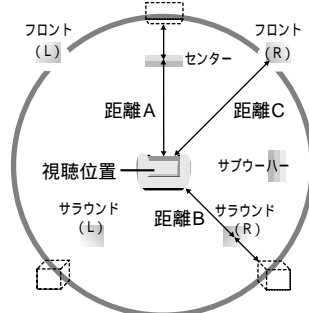 フロント
(L)
フロント
(R)
センター
距離A
距離C
視聴位置
サブウーハー
サラウンド
(L)
距離B
サラウンド
(R)